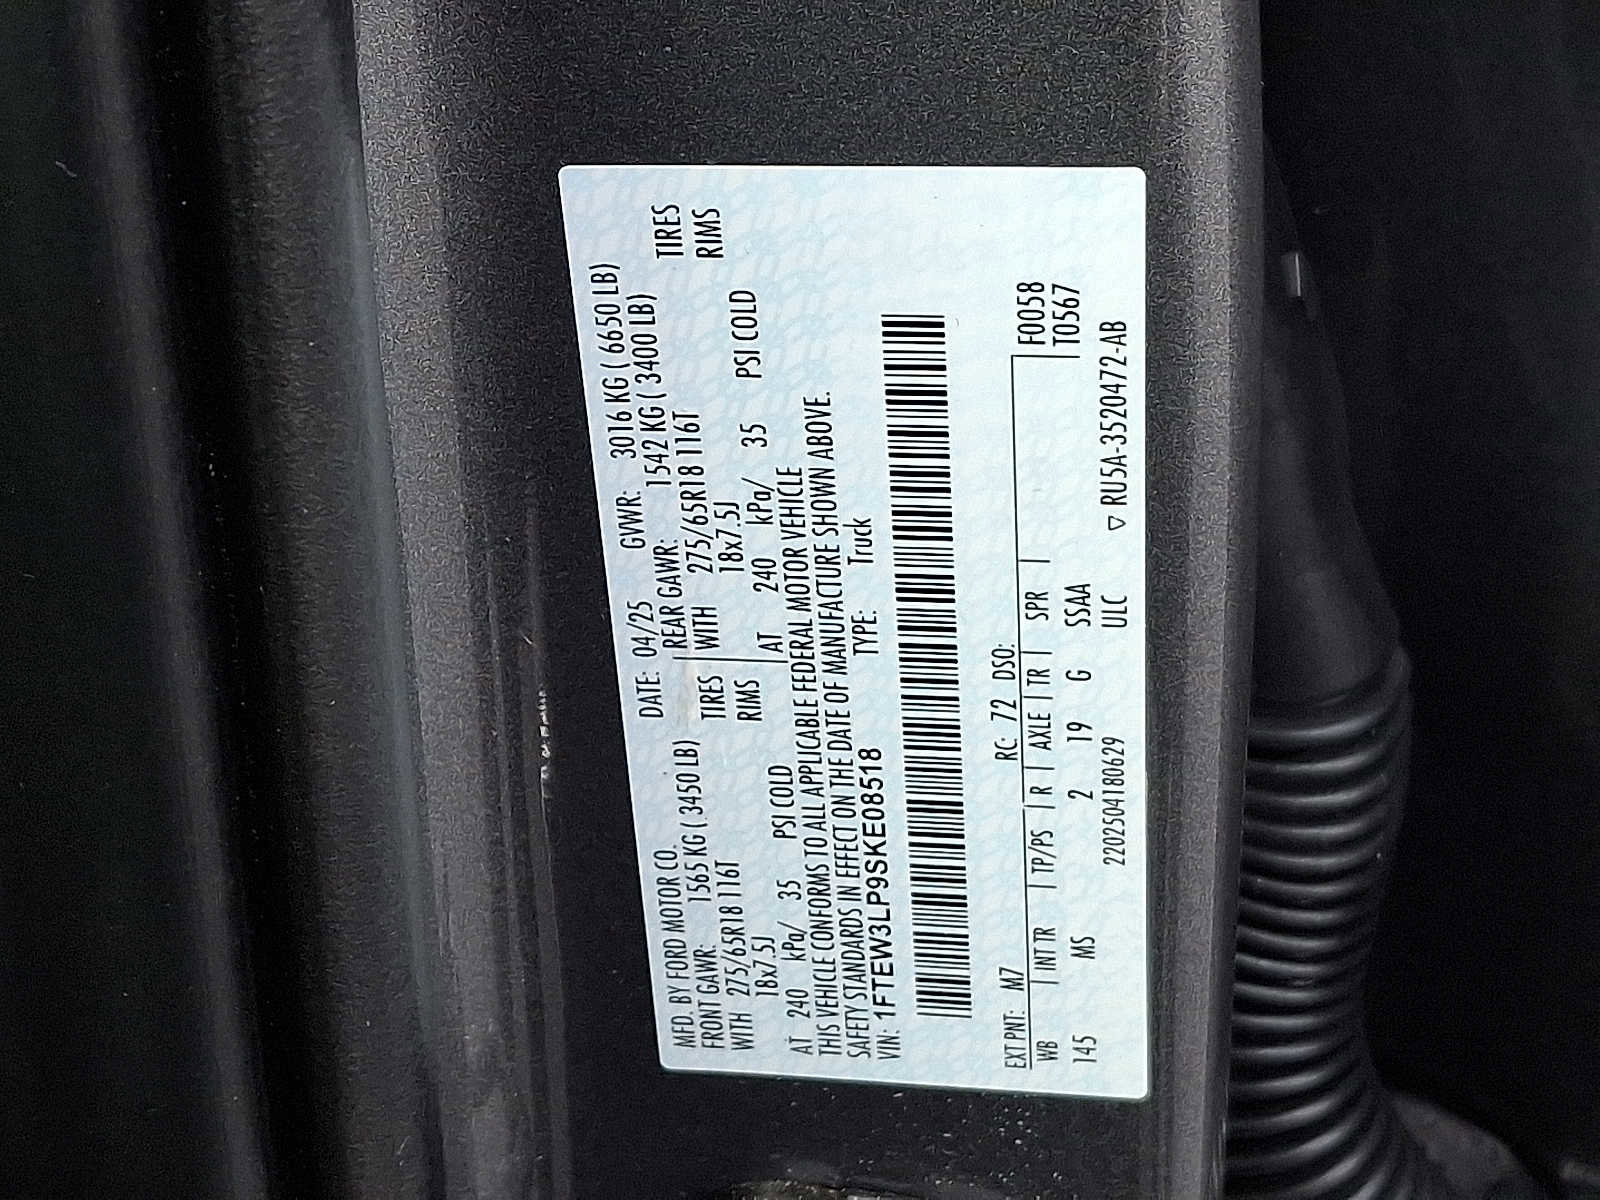 MFD. BY FORD MOTOR CO. DATE: 04/25 GVWR: 3016 KG ( 6650 LB)
FRONT GAWR: 1565 KG ( 3450 LB) REAR GAWR: 1542 KG ( 3400 LB)
WITH 275/65R18 116T TIRES WITH 275/65R18 116T TIRES
18x7.5J RIMS 18x7.5J RIMS
AT 240 kPa/ 35 PSI COLD AT 240 kPa/ 35 PSI COLD
THIS VEHICLE CONFORMS TO ALL APPLICABLE FEDERAL MOTOR VEHICLE
SAFETY STANDARDS IN EFFECT ON THE DATE OF MANUFACTURE SHOWN ABOVE.
VIN: 1FTEW3LP9SKE08518 TYPE: Truck
EXT PNT: M7 RC: 72 DSO: F0058
WB INT TR TP/PS R AXLE TR SPR T0567
145 MS 2 19 G SSAA
2202504180629 ULC ▽ RU5A-3520472-AB